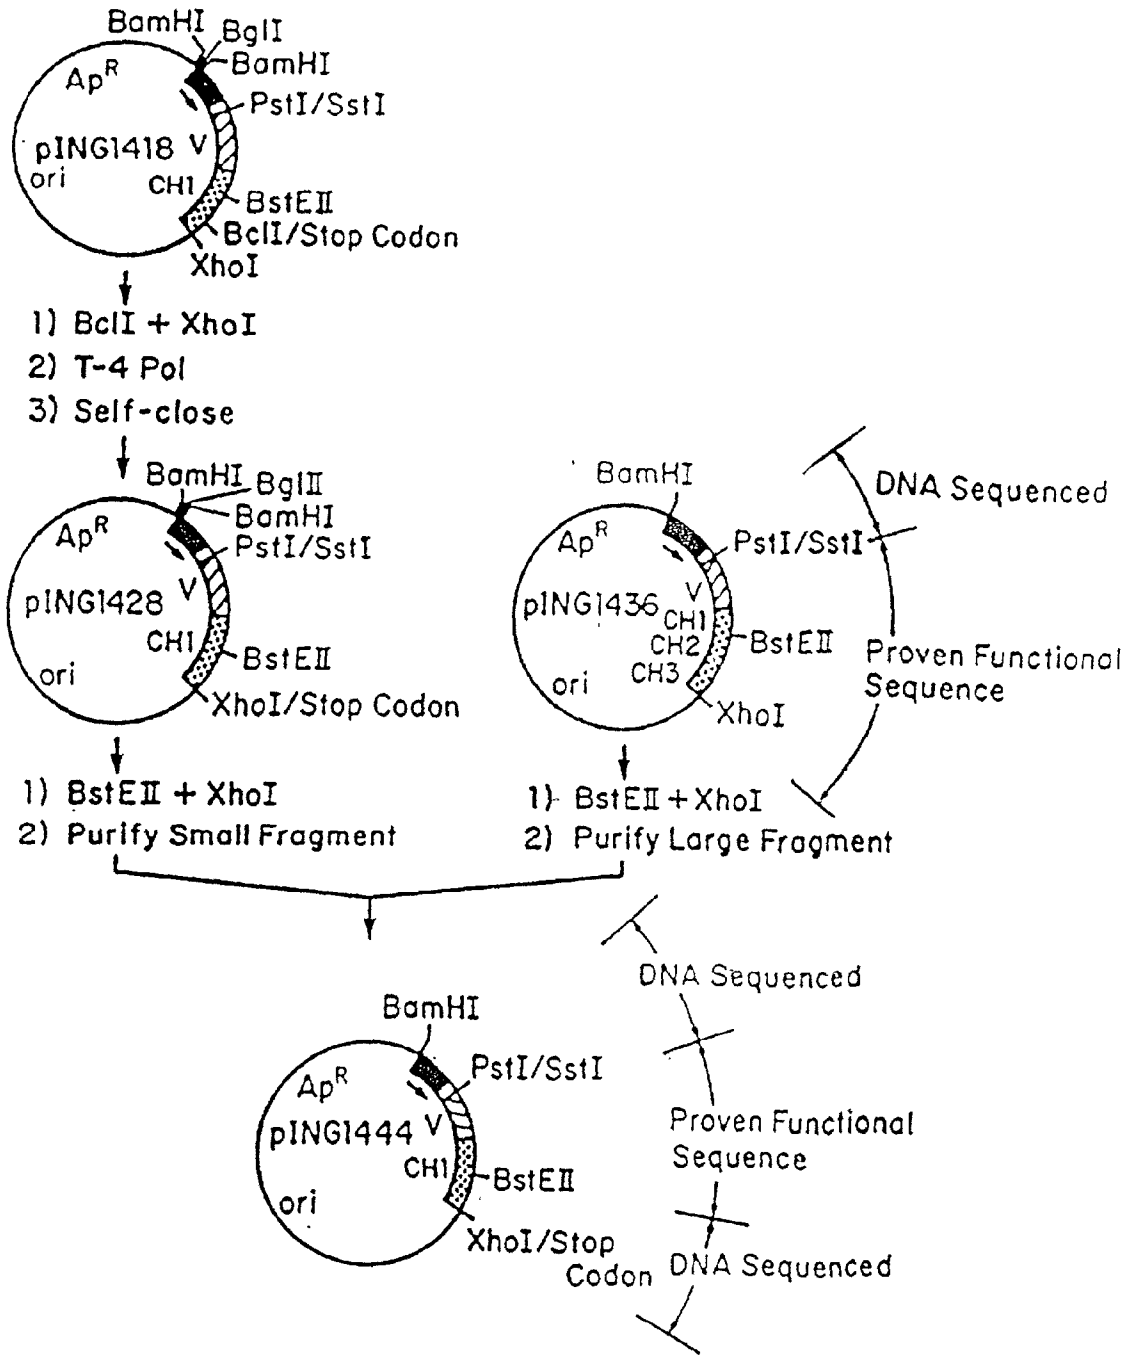 BamHI
BglI
BamHI
Ap^R
PstI/SstI
pING1418
V
ori
CH1
BstEII
BclI/Stop Codon
XhoI
1) BclI + XhoI
2) T-4 Pol
3) Self-close
BamHI
BglII
BamHI
Ap^R
PstI/SstI
V
pING1428
CH1
BstEII
ori
XhoI/Stop Codon
BamHI
DNA Sequenced
Ap^R
PstI/SstI
V
pING1436
CH1
CH2
CH3
BstEII
ori
XhoI
Proven Functional
Sequence
1) BstEII + XhoI
2) Purify Small Fragment
1) BstEII + XhoI
2) Purify Large Fragment
DNA Sequenced
BamHI
Ap^R
PstI/SstI
pING1444
V
CH1
BstEII
ori
XhoI/Stop
Codon
Proven Functional
Sequence
DNA Sequenced